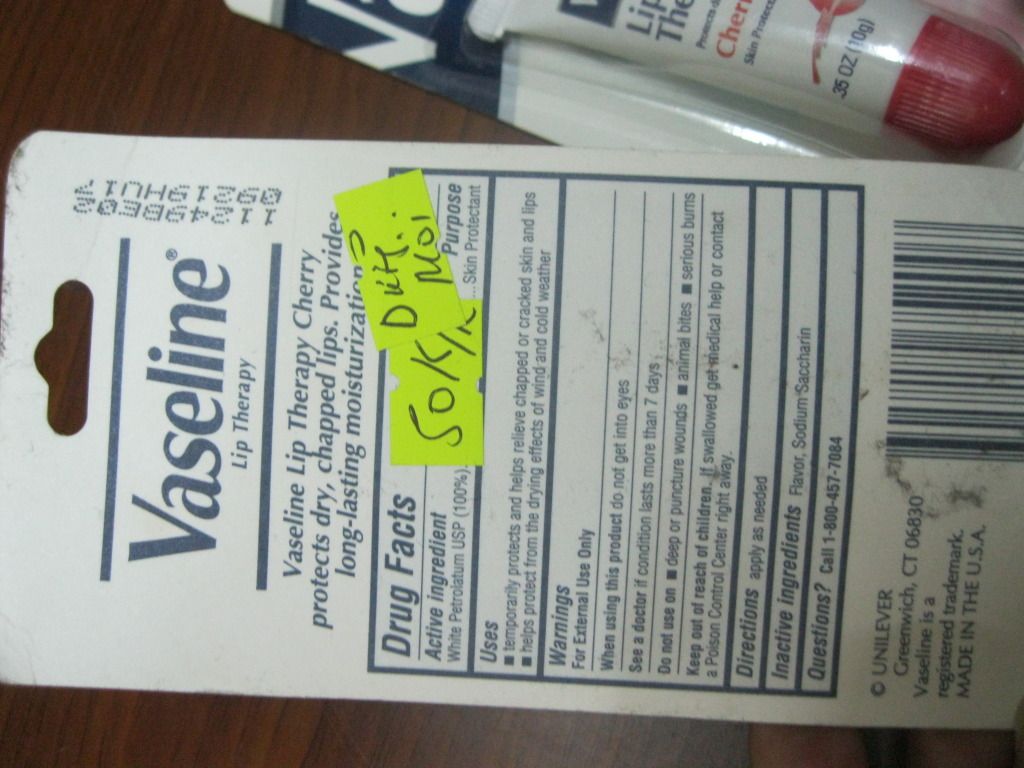 11249BE02
09219HU17
Vaseline®
Lip Therapy
Vaseline Lip Therapy Cherry
protects dry, chapped lips. Provides
long-lasting moisturization
50K/
Drug Facts
Active ingredient
Purpose
White Petrolatum USP (100%)
Skin Protectant
Uses
■ temporarily protects and helps relieve chapped or cracked skin and lips
■ helps protect from the drying effects of wind and cold weather
Warnings
For External Use Only
When using this product do not get into eyes
See a doctor if condition lasts more than 7 days
Do not use on ■ deep or puncture wounds ■ animal bites ■ serious burns
Keep out of reach of children. If swallowed get medical help or contact
a Poison Control Center right away.
Directions apply as needed
Inactive ingredients Flavor, Sodium Saccharin
Questions? Call 1-800-457-7084
© UNILEVER
Greenwich, CT 06830
Vaseline is a
registered trademark.
MADE IN THE U.S.A.
Lip
The
Cher
Skin Protec
.35 OZ (10g)